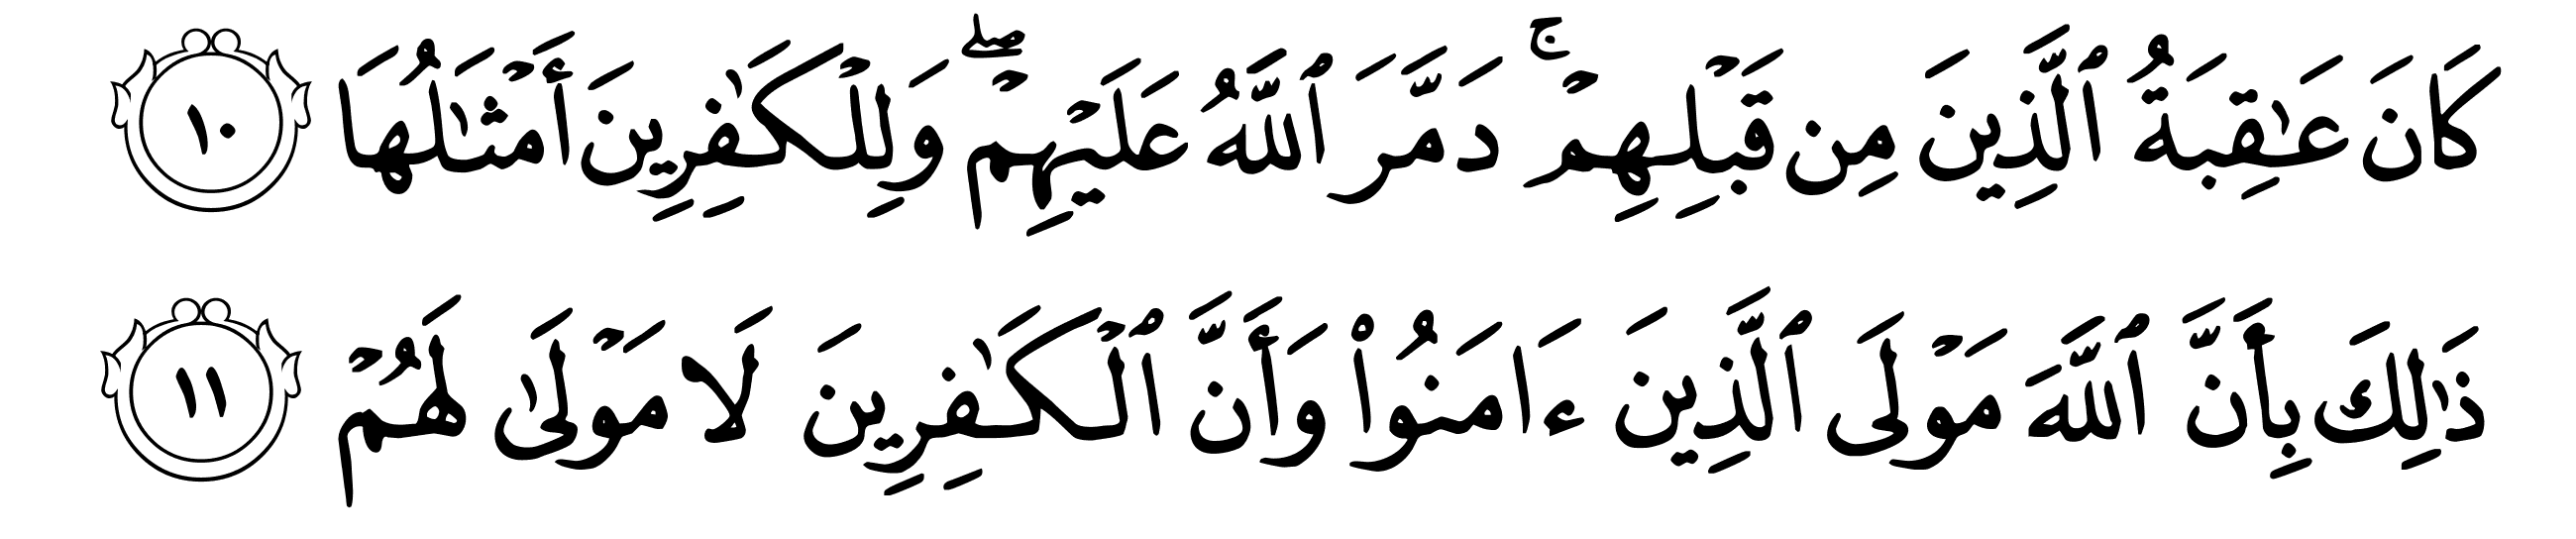 كَانَ عَٰقِبَةُ ٱلَّذِينَ مِن قَبۡلِهِمۡۚ دَمَّرَ ٱللَّهُ عَلَيۡهِمۡۖ وَلِلۡكَٰفِرِينَ أَمۡثَٰلُهَا ١٠
ذَٰلِكَ بِأَنَّ ٱللَّهَ مَوۡلَى ٱلَّذِينَ ءَامَنُواْ وَأَنَّ ٱلۡكَٰفِرِينَ لَا مَوۡلَىٰ لَهُمۡ ١١